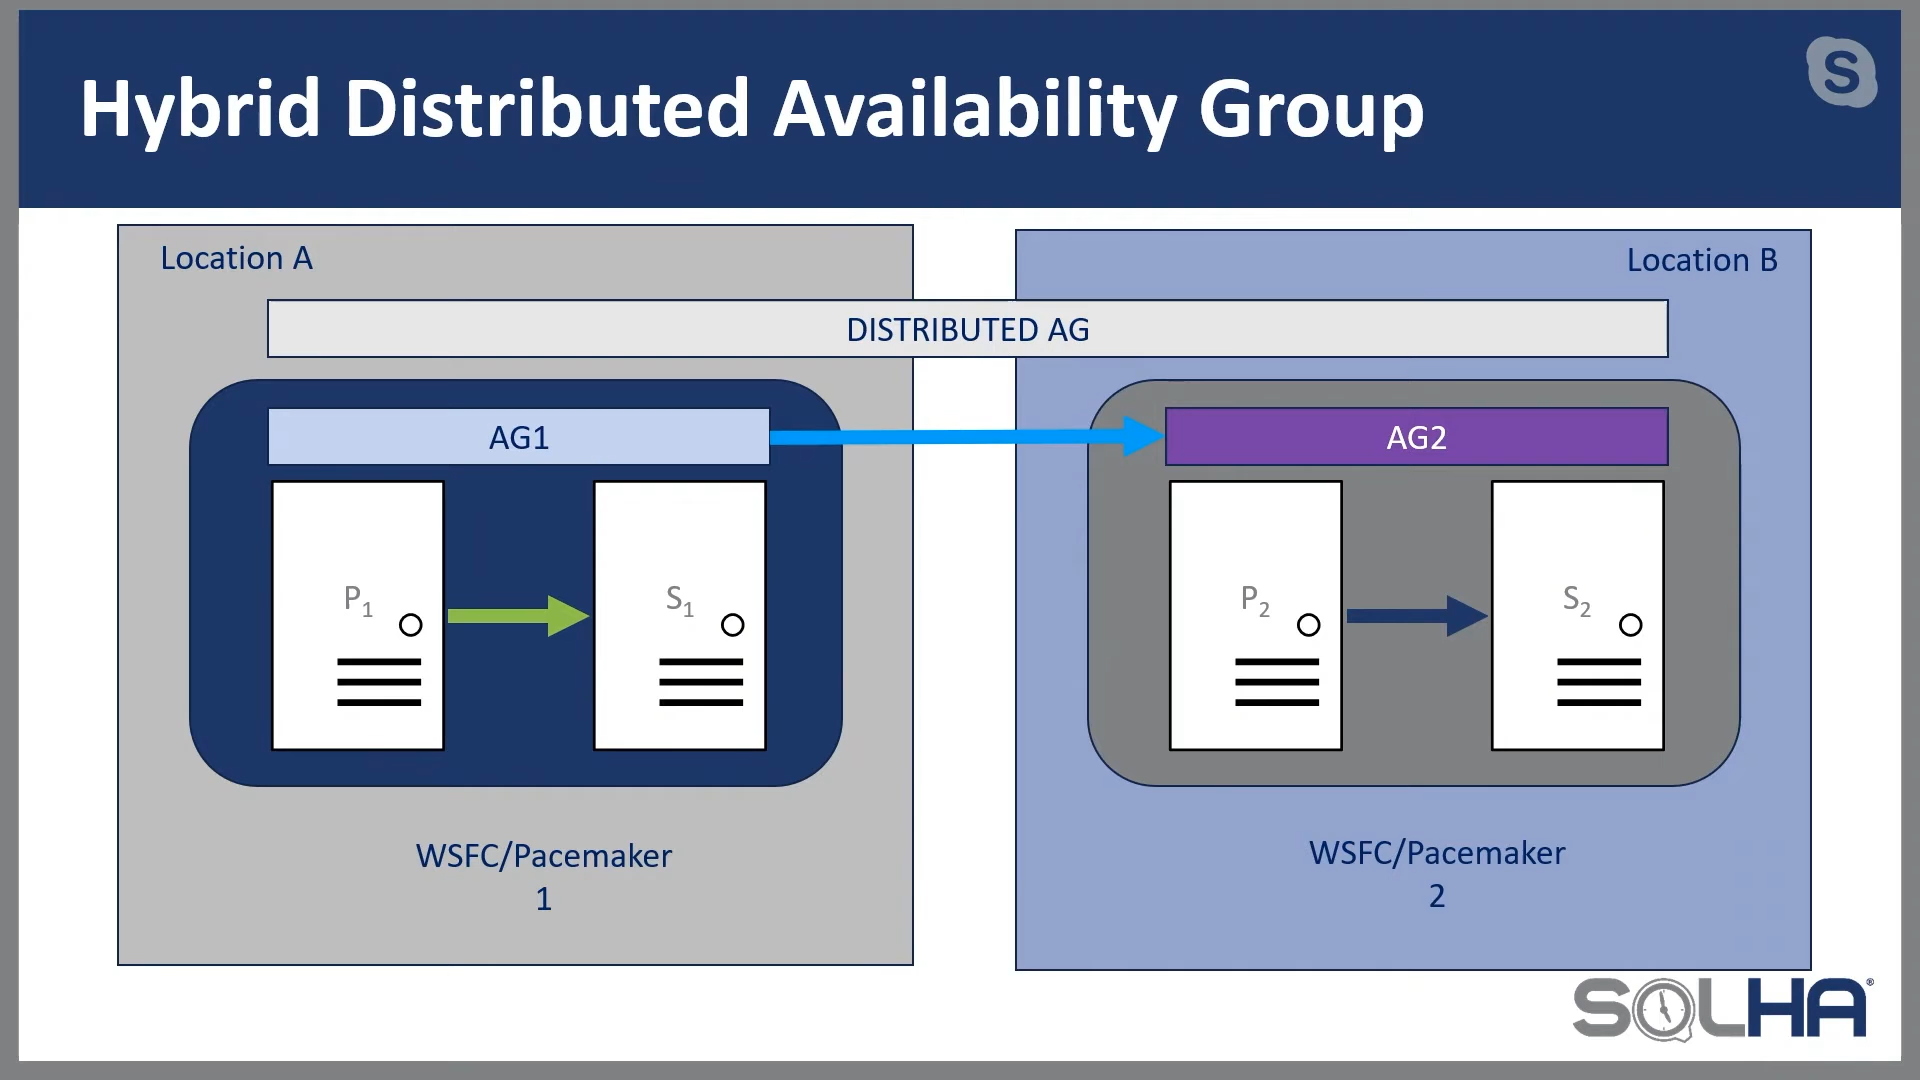 Hybrid Distributed Availability Group
S
Location A
Location B
DISTRIBUTED AG
AG1
AG2
P1
S1
P2
S2
WSFC/Pacemaker
1
WSFC/Pacemaker
2
SQLHA®